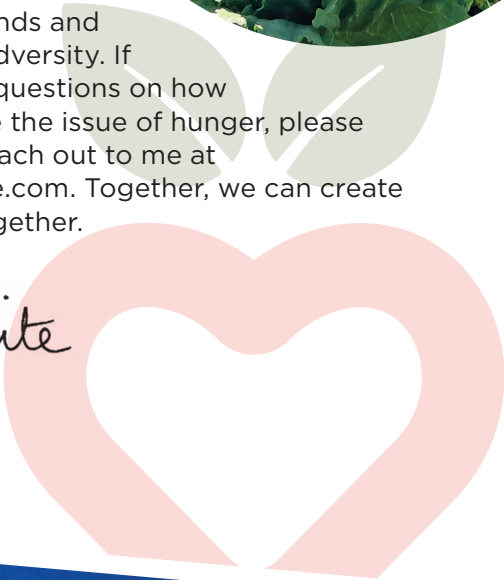 nds and
dversity. If
questions on how
e the issue of hunger, please
ach out to me at
e.com. Together, we can create
gether.
ite